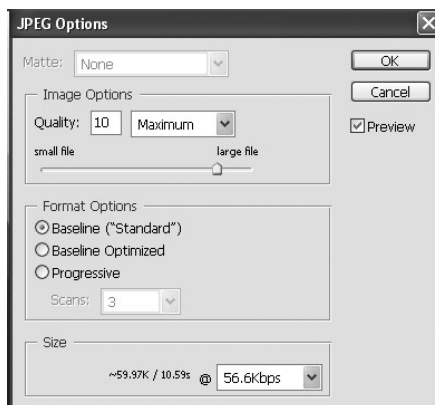 JPEG Options
Matte: None
OK
Cancel
Preview
Image Options
Quality: 10 Maximum
small file large file
Format Options
Baseline ("Standard")
Baseline Optimized
Progressive
Scans: 3
Size
~59.97K / 10.59s @ 56.6Kbps